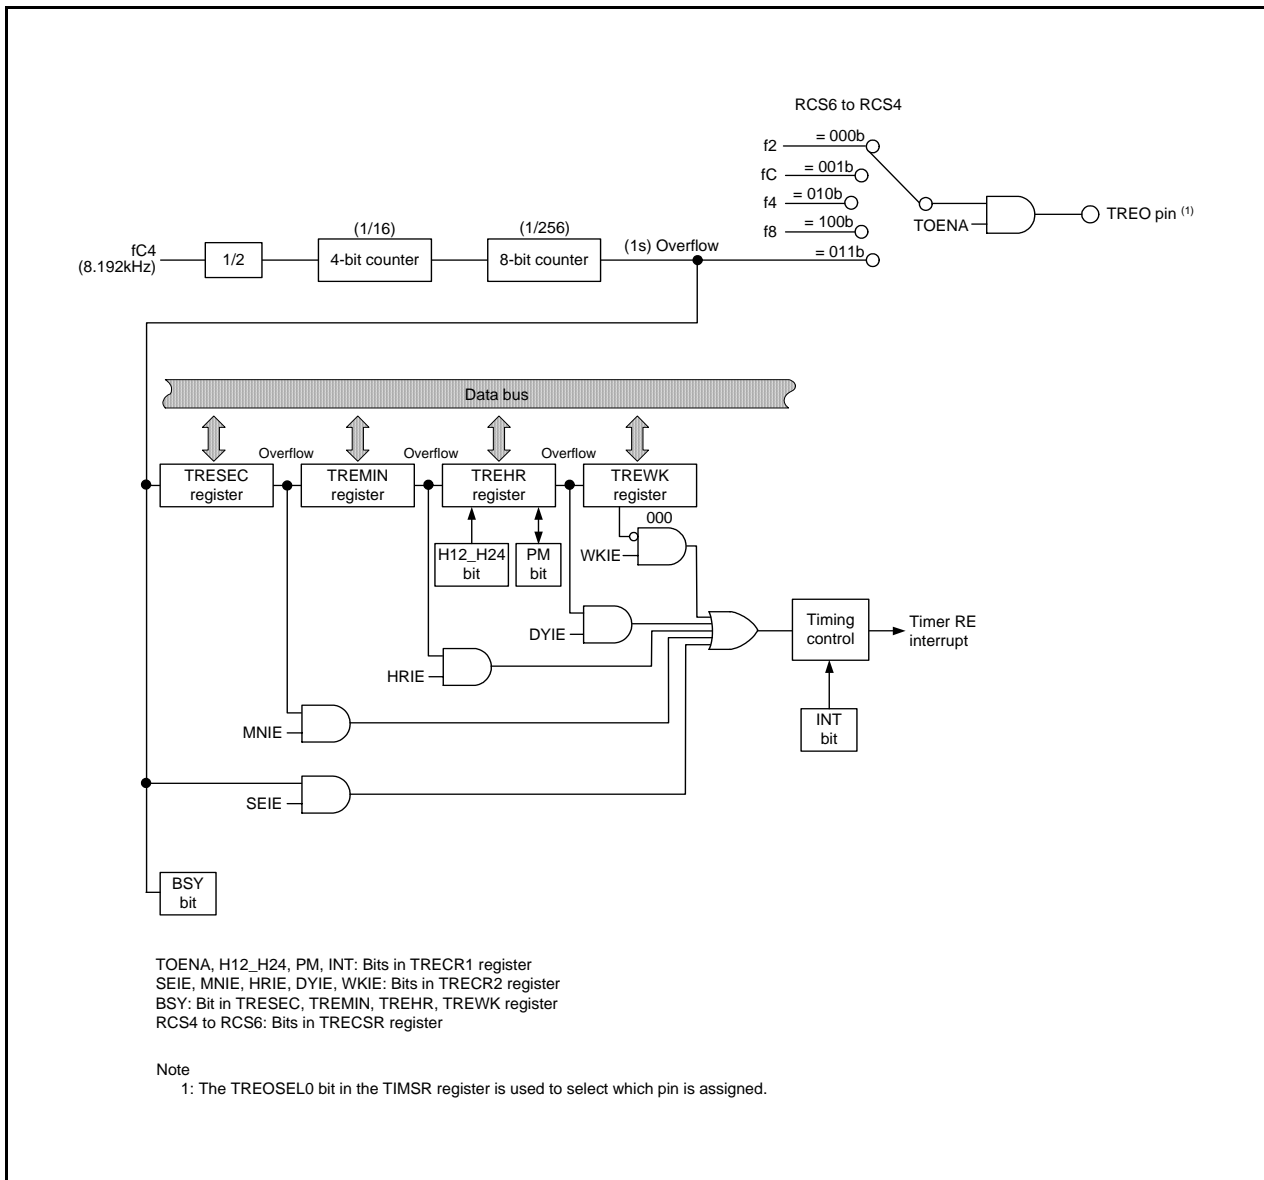 RCS6 to RCS4
f2
= 000b
fC
= 001b
f4
= 010b
f8
= 100b
= 011b
TOENA
TREO pin (1)
fC4
(8.192kHz)
1/2
(1/16)
4-bit counter
(1/256)
8-bit counter
(1s) Overflow
Data bus
TRESEC
register
Overflow
TREMIN
register
Overflow
TREHR
register
Overflow
TREWK
register
000
H12_H24
bit
PM
bit
WKIE
DYIE
HRIE
MNIE
SEIE
Timing
control
Timer RE
interrupt
INT
bit
BSY
bit
TOENA, H12_H24, PM, INT: Bits in TRECR1 register
SEIE, MNIE, HRIE, DYIE, WKIE: Bits in TRECR2 register
BSY: Bit in TRESEC, TREMIN, TREHR, TREWK register
RCS4 to RCS6: Bits in TRECSR register
Note
1: The TREOSEL0 bit in the TIMSR register is used to select which pin is assigned.